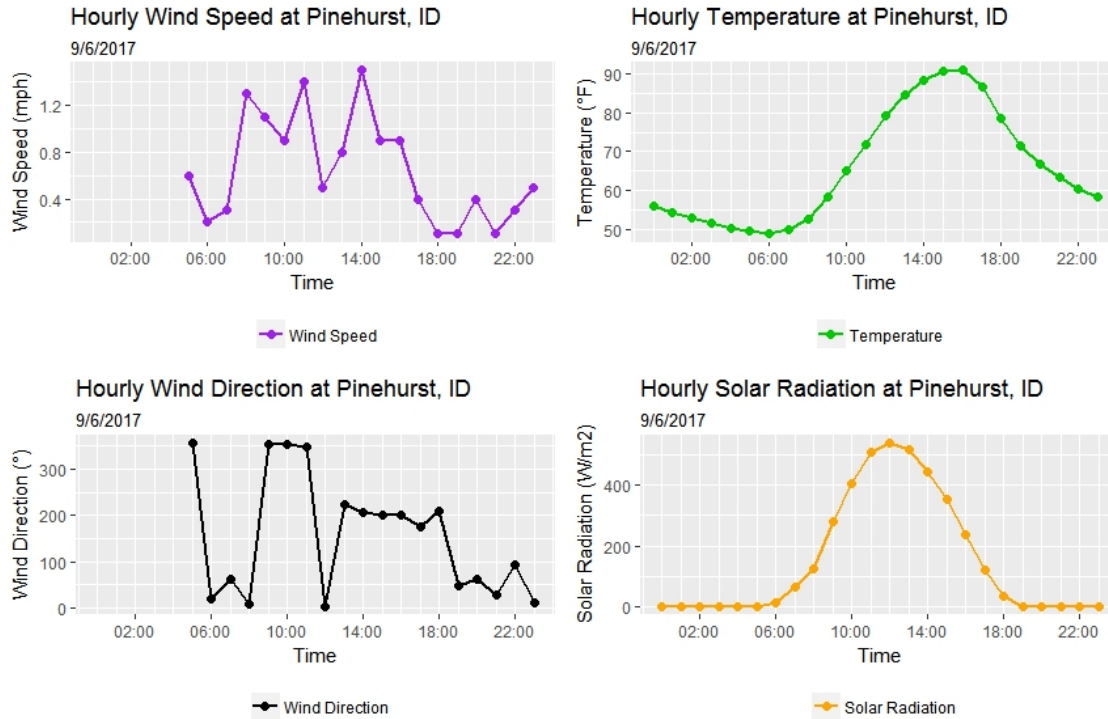 Hourly Wind Speed at Pinehurst, ID
9/6/2017
Wind Speed (mph)
1.2
0.8
0.4
02:00 06:00 10:00 14:00 18:00 22:00
Time
Wind Speed
Hourly Temperature at Pinehurst, ID
9/6/2017
Temperature (°F)
90
80
70
60
50
02:00 06:00 10:00 14:00 18:00 22:00
Time
Temperature
Hourly Wind Direction at Pinehurst, ID
9/6/2017
Wind Direction (°)
300
200
100
0
02:00 06:00 10:00 14:00 18:00 22:00
Time
Wind Direction
Hourly Solar Radiation at Pinehurst, ID
9/6/2017
Solar Radiation (W/m2)
400
200
0
02:00 06:00 10:00 14:00 18:00 22:00
Time
Solar Radiation